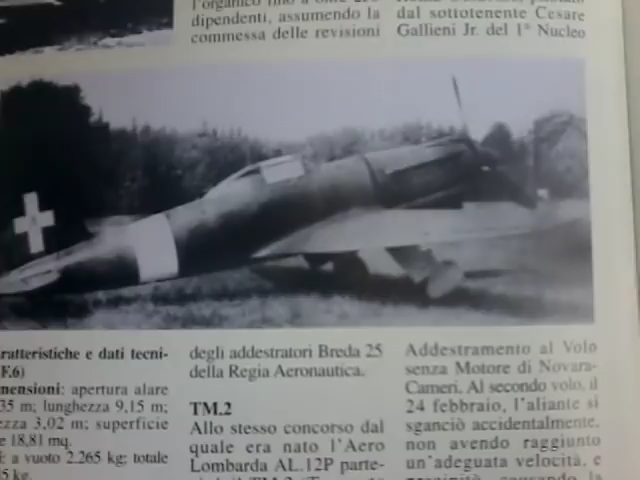 l'organico fino a oltre
dipendenti, assumendo la
commessa delle revisioni
dal sottotenente Cesare
Gallieni Jr. del 1° Nucleo
ratteristiche e dati tecni-
F.6)
mensioni: apertura alare
35 m; lunghezza 9,15 m;
zza 3,02 m; superficie
e 18,81 mq.
i: a vuoto 2.265 kg; totale
5 kg.
degli addestratori Breda 25
della Regia Aeronautica.
TM.2
Allo stesso concorso dal
quale era nato l'Aero
Lombarda AL.12P parte-
Addestramento al Volo
senza Motore di Novara-
Cameri. Al secondo volo, il
24 febbraio, l'aliante si
sganciò accidentalmente,
non avendo raggiunto
un'adeguata velocità, e